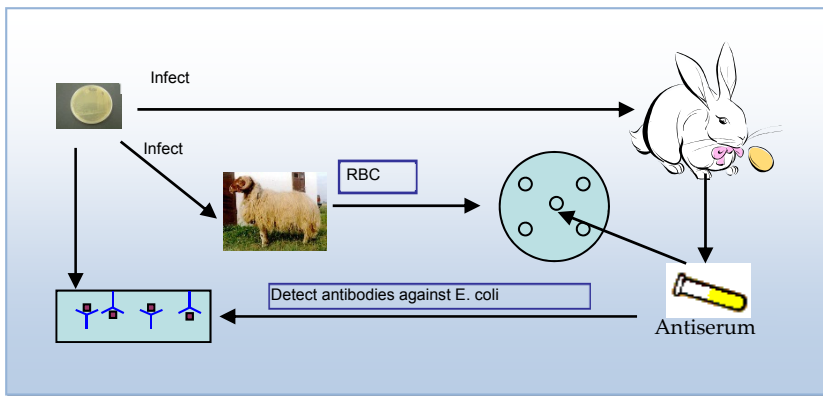 Infect
Infect
RBC
Detect antibodies against E. coli
Antiserum